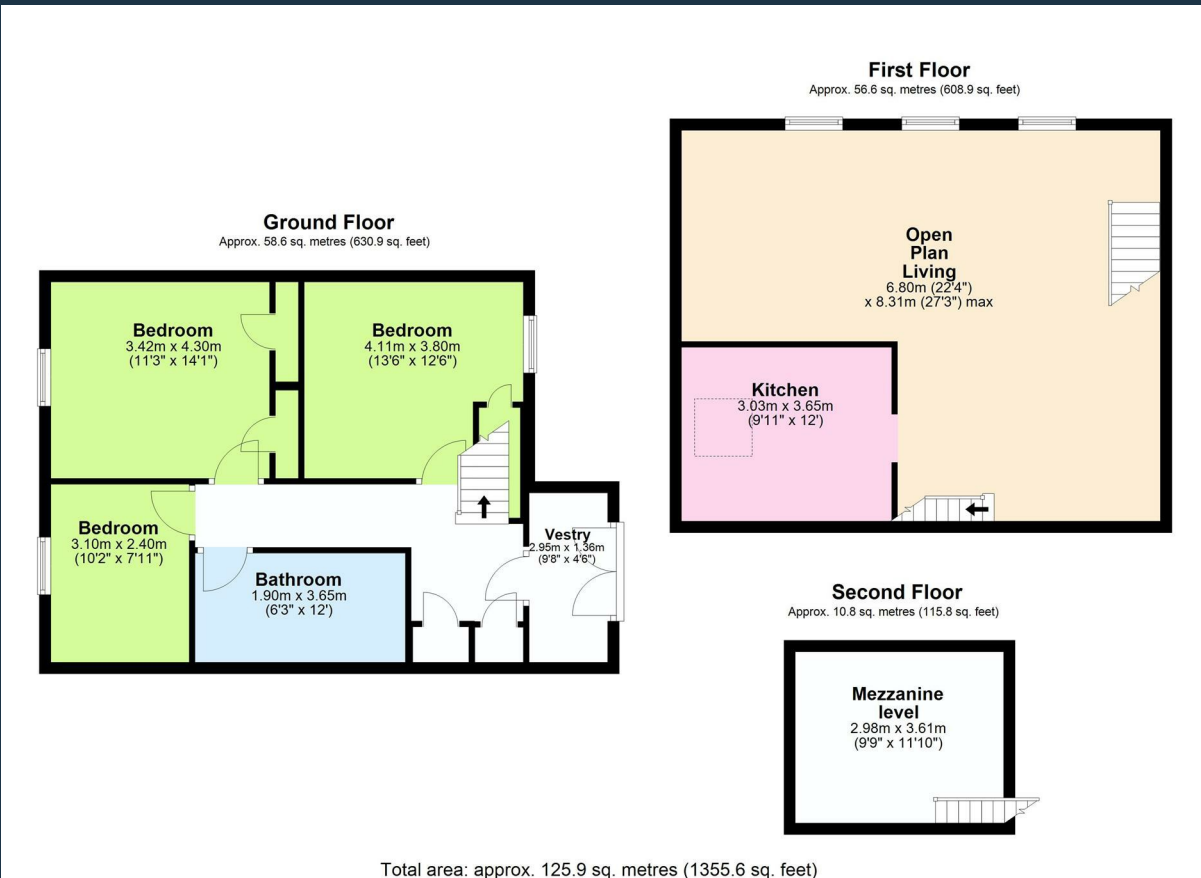 First Floor
Approx. 56.6 sq. metres (608.9 sq. feet)
Open
Plan
Living
6.80m (22'4")
x 8.31m (27'3") max
Kitchen
3.03m x 3.65m
(9'11" x 12')
Ground Floor
Approx. 58.6 sq. metres (630.9 sq. feet)
Bedroom
3.42m x 4.30m
(11'3" x 14'1")
Bedroom
4.11m x 3.80m
(13'6" x 12'6")
Bedroom
3.10m x 2.40m
(10'2" x 7'11")
Bathroom
1.90m x 3.65m
(6'3" x 12')
Vestry
2.95m x 1.36m
(9'8" x 4'6")
Second Floor
Approx. 10.8 sq. metres (115.8 sq. feet)
Mezzanine
level
2.98m x 3.61m
(9'9" x 11'10")
Total area: approx. 125.9 sq. metres (1355.6 sq. feet)